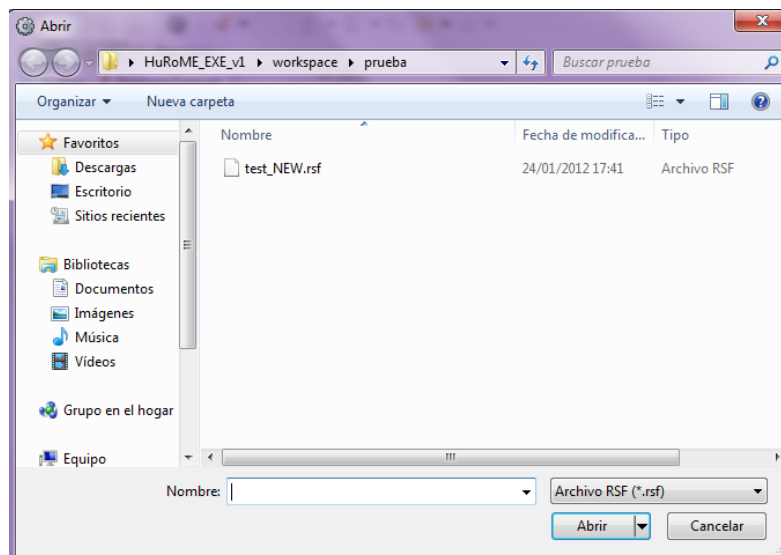 Abrir
HuRoME_EXE_v1 workspace prueba Buscar prueba
Organizar Nueva carpeta
Favoritos
Descargas
Escritorio
Sitios recientes
Bibliotecas
Documentos
Imágenes
Música
Vídeos
Grupo en el hogar
Equipo
Nombre Fecha de modifica... Tipo
test_NEW.rsf 24/01/2012 17:41 Archivo RSF
Nombre: Archivo RSF (*.rsf)
Abrir Cancelar